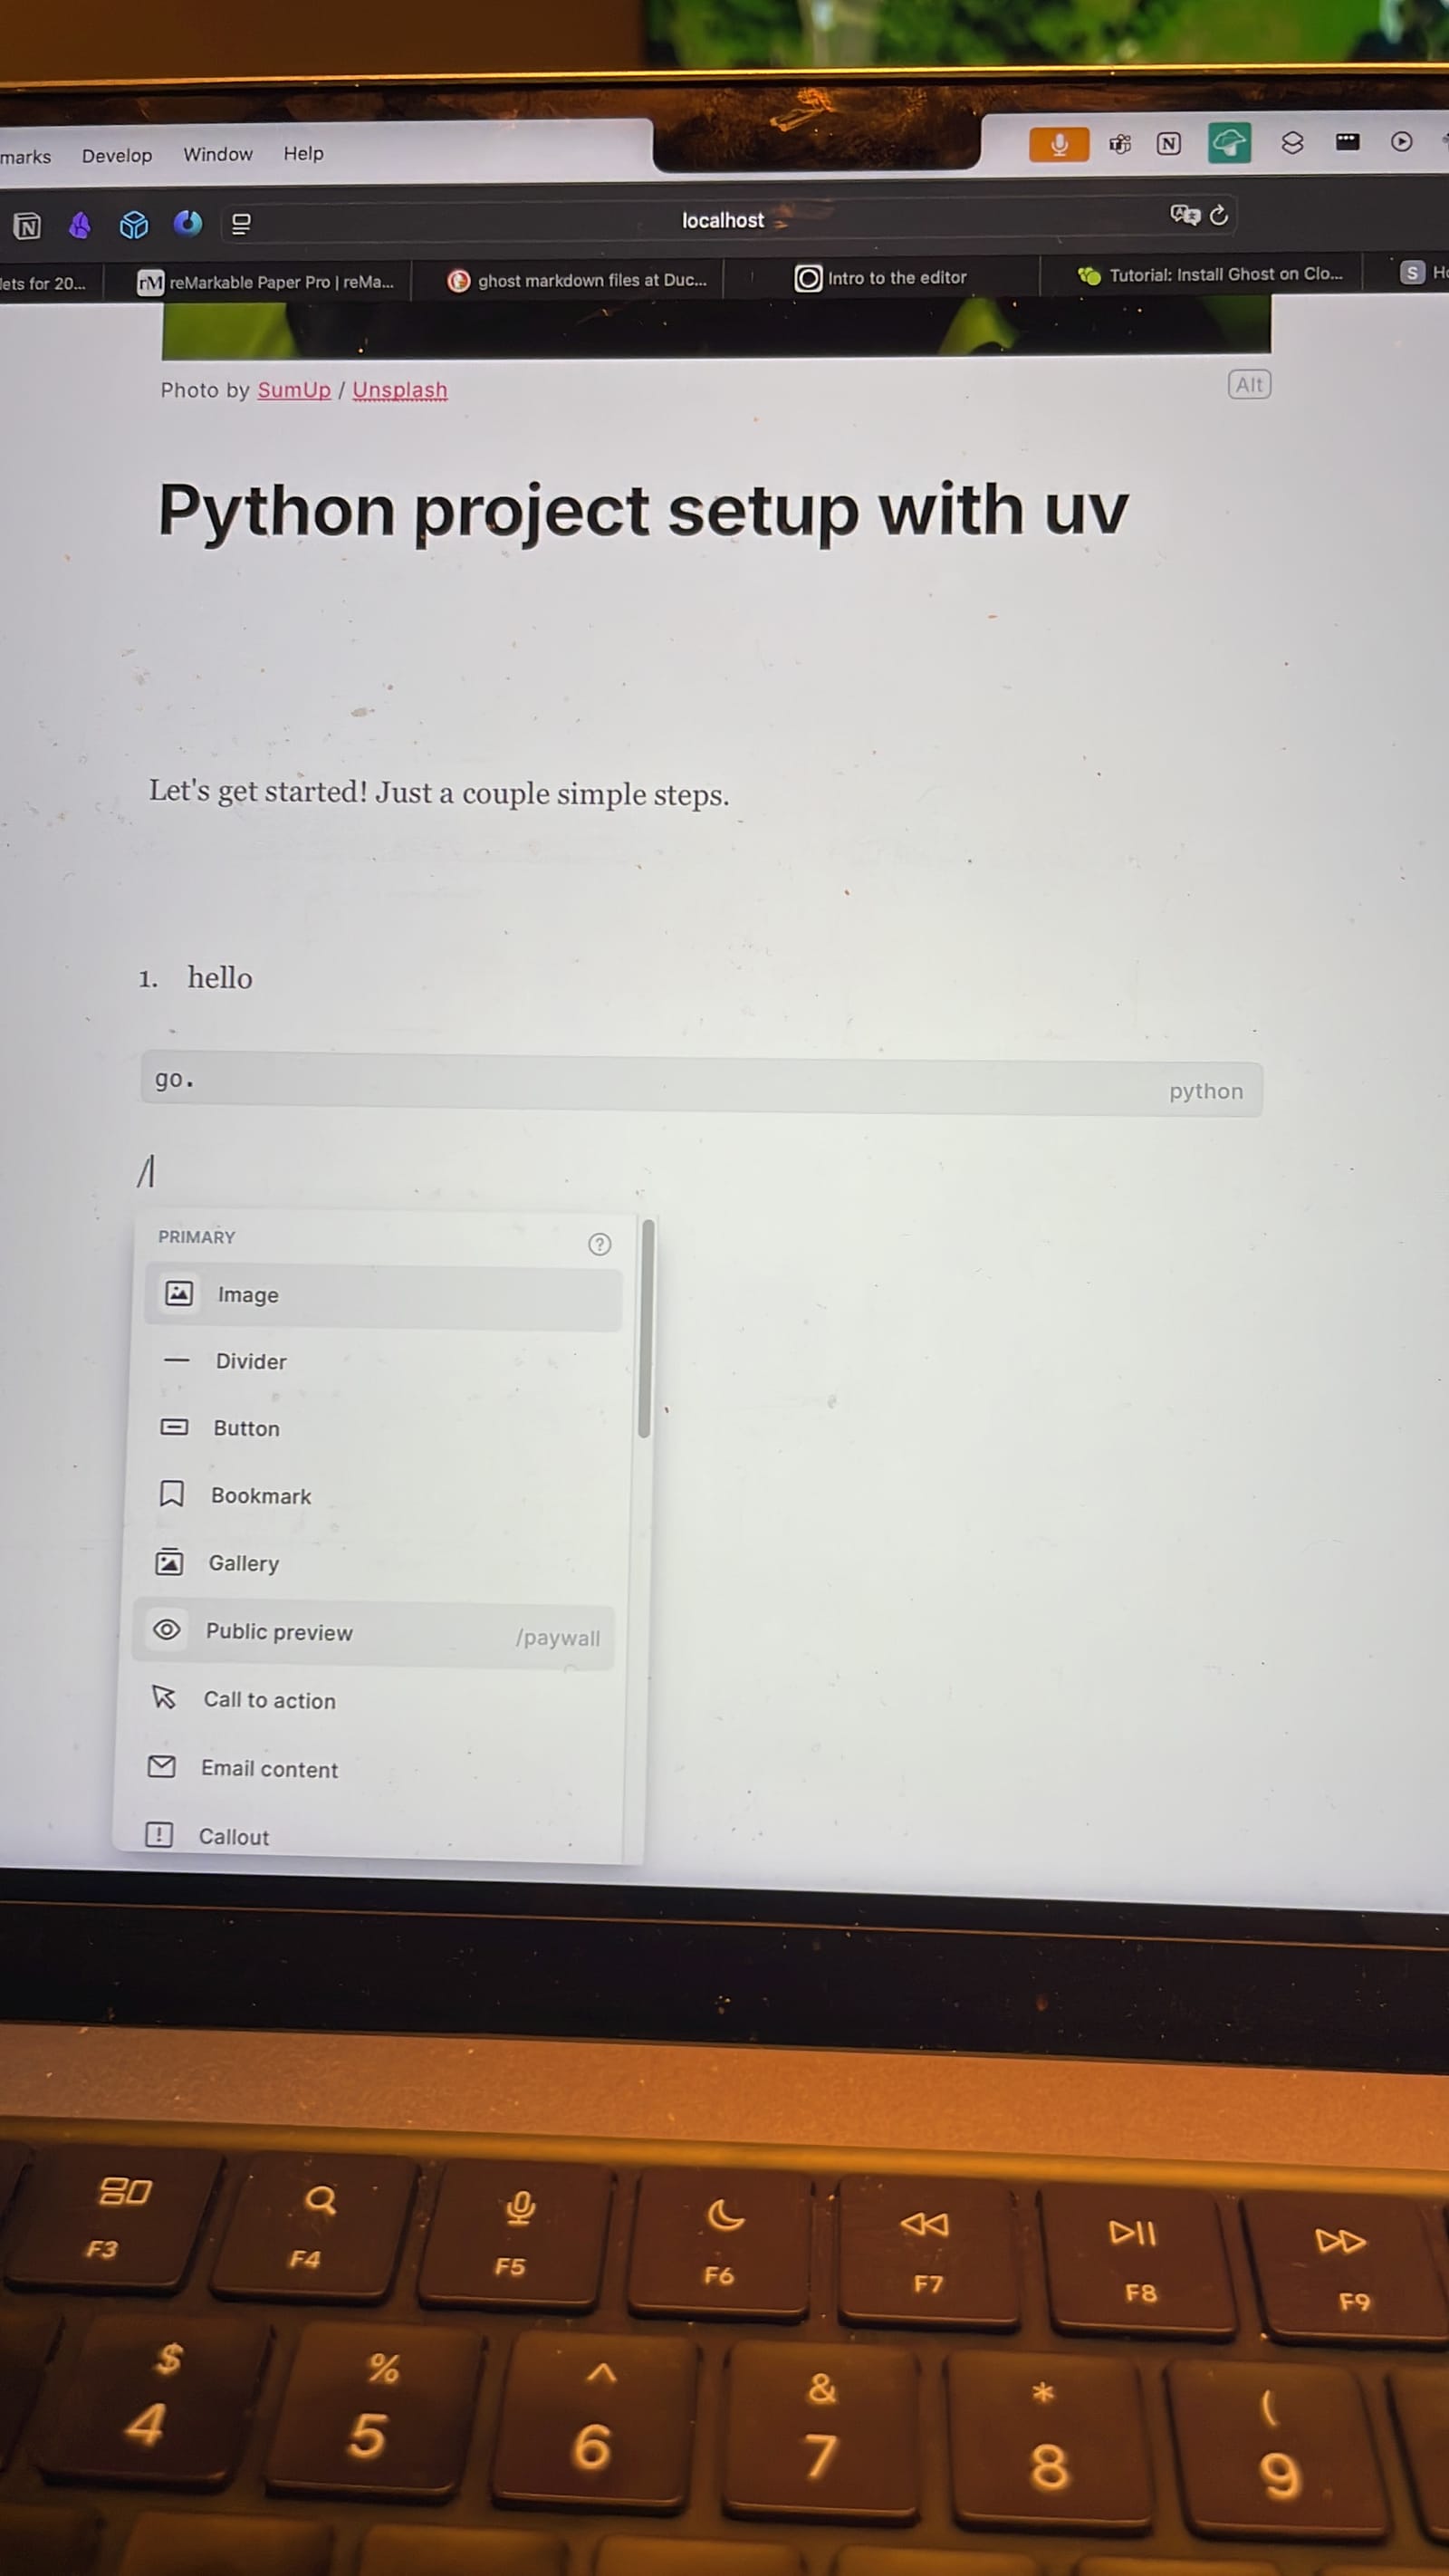 marks Develop Window Help
localhost
lets for 20...
rM reMarkable Paper Pro | reMa...
ghost markdown files at Duc...
Intro to the editor
Tutorial: Install Ghost on Clo...
S
Photo by SumUp / Unsplash
Alt
Python project setup with uv
Let's get started! Just a couple simple steps.
1. hello
go.
python
/
PRIMARY
?
Image
Divider
Button
Bookmark
Gallery
Public preview /paywall
Call to action
Email content
Callout
F3 F4 F5 F6 F7 F8 F9
$ % ^ & * (
4 5 6 7 8 9